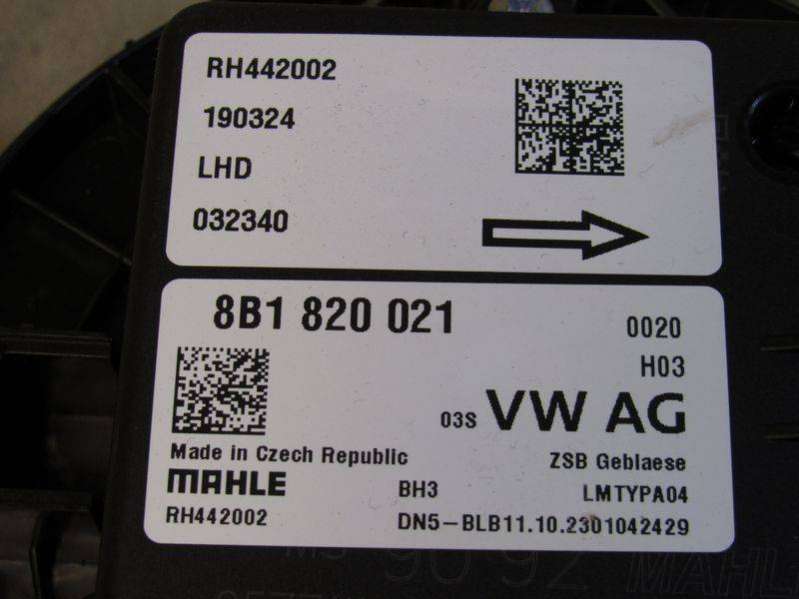 RH442002
190324
LHD
032340
8B1 820 021
0020
H03
03S VW AG
Made in Czech Republic
ZSB Geblaese
MAHLE
BH3
LMTYPA04
RH442002
DN5-BLB11.10.2301042429
MAHL